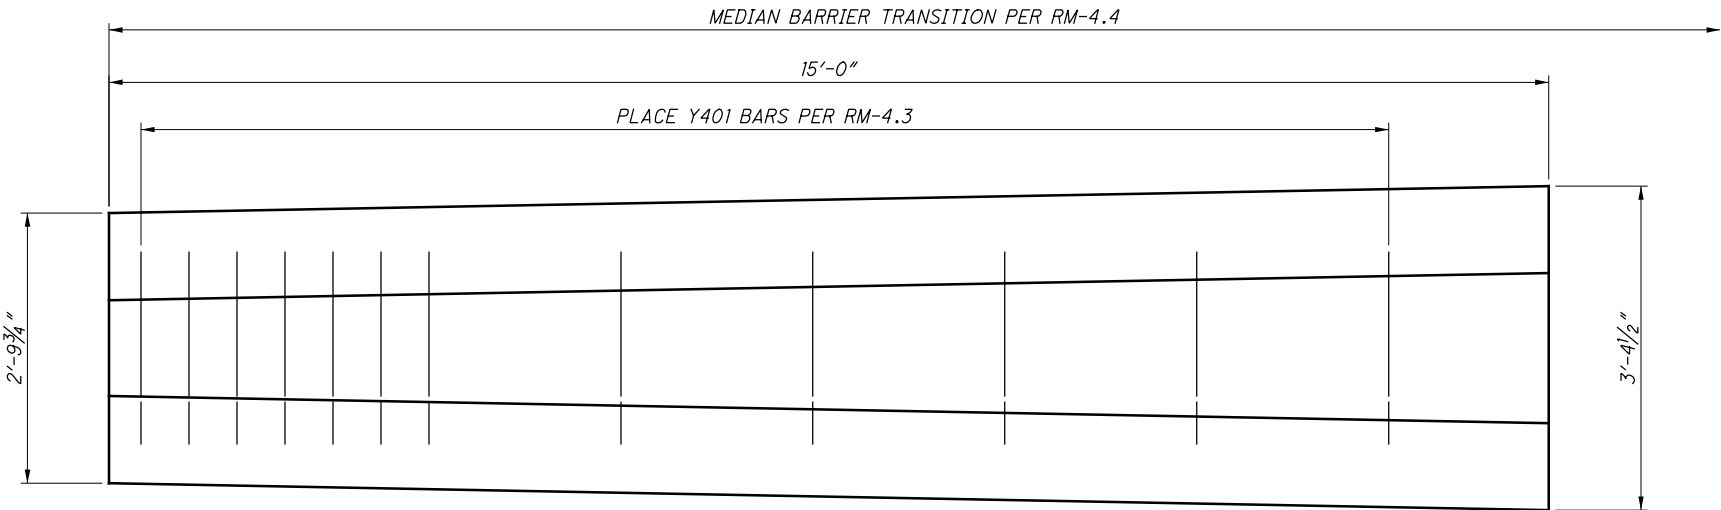 MEDIAN BARRIER TRANSITION PER RM-4.4
15'-0"
PLACE Y401 BARS PER RM-4.3
2'-9¾"
3'-4½"